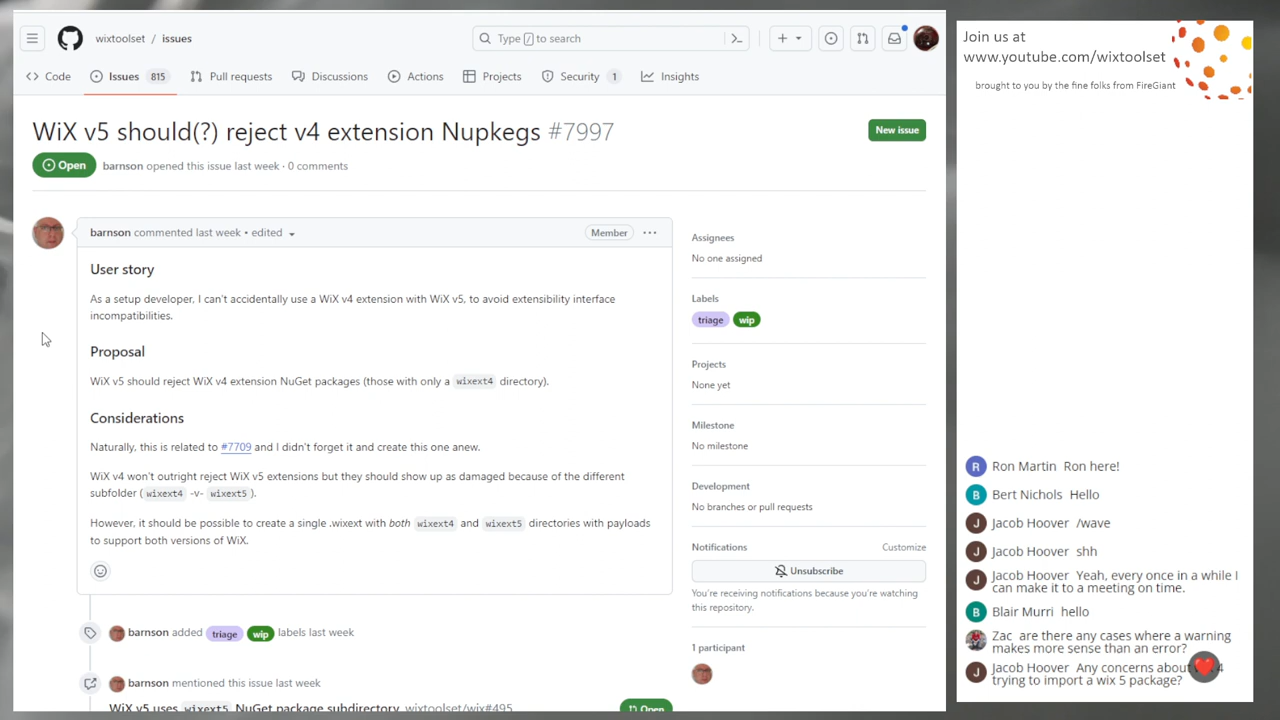 wixtoolset / issues
Type / to search
Code
Issues 815
Pull requests
Discussions
Actions
Projects
Security 1
Insights
WiX v5 should(?) reject v4 extension Nupkegs #7997
New issue
Open
barnson opened this issue last week · 0 comments
barnson commented last week • edited
Member
User story
As a setup developer, I can't accidentally use a WiX v4 extension with WiX v5, to avoid extensibility interface
incompatibilities.
Proposal
WiX v5 should reject WiX v4 extension NuGet packages (those with only a wixext4 directory).
Considerations
Naturally, this is related to #7709 and I didn't forget it and create this one anew.
WiX v4 won't outright reject WiX v5 extensions but they should show up as damaged because of the different
subfolder ( wixext4 -v- wixext5 ).
However, it should be possible to create a single .wixext with both wixext4 and wixext5 directories with payloads
to support both versions of WiX.
barnson added triage wip labels last week
barnson mentioned this issue last week
WiX v5 uses wixext5 NuGet package subdirectory wixtoolset/wix#495
Open
Assignees
No one assigned
Labels
triage wip
Projects
None yet
Milestone
No milestone
Development
No branches or pull requests
Notifications
Customize
Unsubscribe
You're receiving notifications because you're watching
this repository.
1 participant
Join us at
www.youtube.com/wixtoolset
brought to you by the fine folks from FireGiant
R Ron Martin Ron here!
B Bert Nichols Hello
J Jacob Hoover /wave
J Jacob Hoover shh
J Jacob Hoover Yeah, every once in a while I
can make it to a meeting on time.
B Blair Murri hello
Zac are there any cases where a warning
makes more sense than an error?
J Jacob Hoover Any concerns about 4
trying to import a wix 5 package?